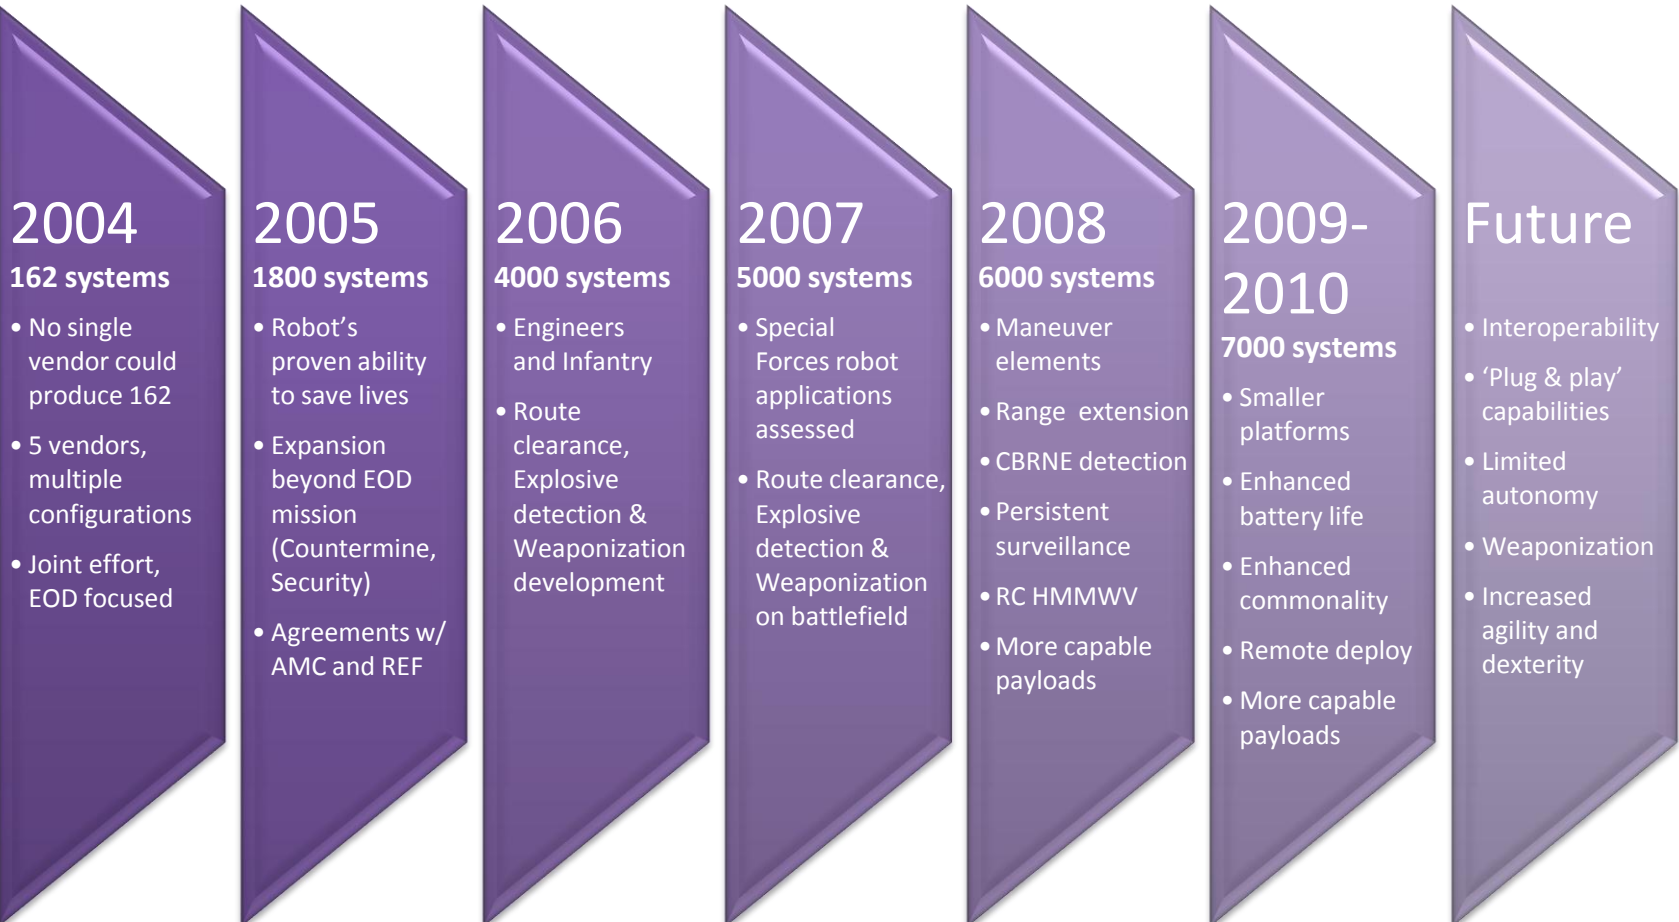 2004
162 systems
• No single
vendor could
produce 162
• 5 vendors,
multiple
configurations
• Joint effort,
EOD focused
2005
1800 systems
• Robot’s
proven ability
to save lives
• Expansion
beyond EOD
mission
(Countermine,
Security)
• Agreements w/
AMC and REF
2006
4000 systems
• Engineers
and Infantry
• Route
clearance,
Explosive
detection &
Weaponization
development
2007
5000 systems
• Special
Forces robot
applications
assessed
• Route clearance,
Explosive
detection &
Weaponization
on battlefield
2008
6000 systems
• Maneuver
elements
• Range extension
• CBRNE detection
• Persistent
surveillance
• RC HMMWV
• More capable
payloads
2009-
2010
7000 systems
• Smaller
platforms
• Enhanced
battery life
• Enhanced
commonality
• Remote deploy
• More capable
payloads
Future
• Interoperability
• ‘Plug & play’
capabilities
• Limited
autonomy
• Weaponization
• Increased
agility and
dexterity